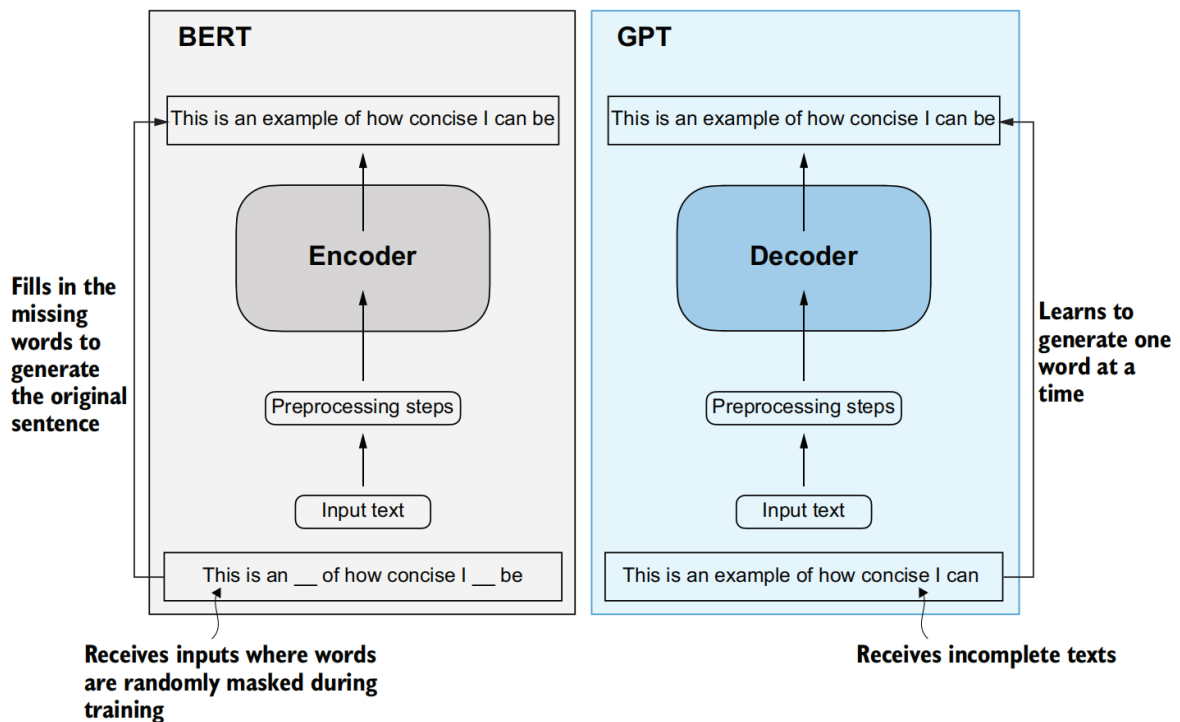 BERT
This is an example of how concise I can be
Encoder
Preprocessing steps
Input text
This is an __ of how concise I __ be
Fills in the
missing
words to
generate
the original
sentence
Receives inputs where words
are randomly masked during
training
GPT
This is an example of how concise I can be
Decoder
Preprocessing steps
Input text
This is an example of how concise I can
Learns to
generate one
word at a
time
Receives incomplete texts